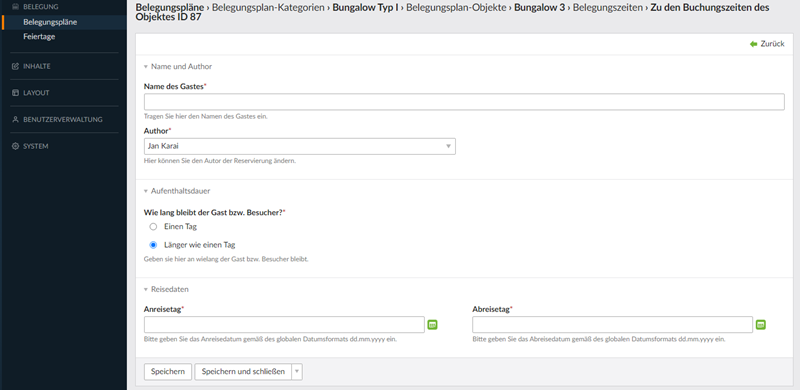 BELEGUNG
Belegungspläne
Feiertage
INHALTE
LAYOUT
BENUTZERVERWALTUNG
SYSTEM
Belegungspläne › Belegungsplan-Kategorien › Bungalow Typ I › Belegungsplan-Objekte › Bungalow 3 › Belegungszeiten › Zu den Buchungszeiten des
Objektes ID 87
Zurück
Name und Author
Name des Gastes*
Tragen Sie hier den Namen des Gastes ein.
Author*
Jan Karai
Hier können Sie den Autor der Reservierung ändern.
Aufenthaltsdauer
Wie lang bleibt der Gast bzw. Besucher?*
Einen Tag
Länger wie einen Tag
Geben sie hier an wielang der Gast bzw. Besucher bleibt.
Reisedaten
Anreisetag* Abreisetag*
Bitte geben Sie das Anreisedatum gemäß des globalen Datumsformats dd.mm.yyyy ein. Bitte geben Sie das Abreisedatum gemäß des globalen Datumsformats dd.mm.yyyy ein.
Speichern Speichern und schließen